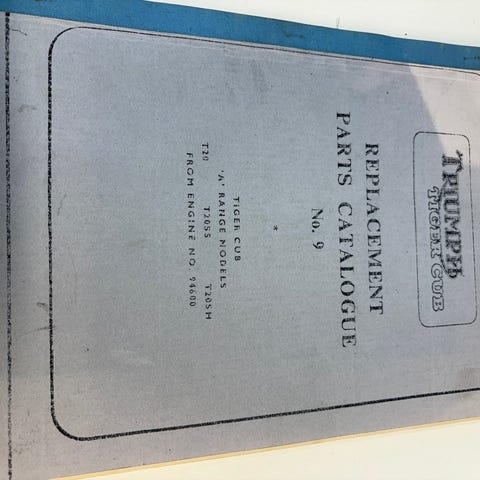 TRIUMPH
TIGER CUB
REPLACEMENT
PARTS CATALOGUE
No. 9
*
TIGER CUB
'A' RANGE MODELS
T20 T20SS T20SH
FROM ENGINE NO. 94600